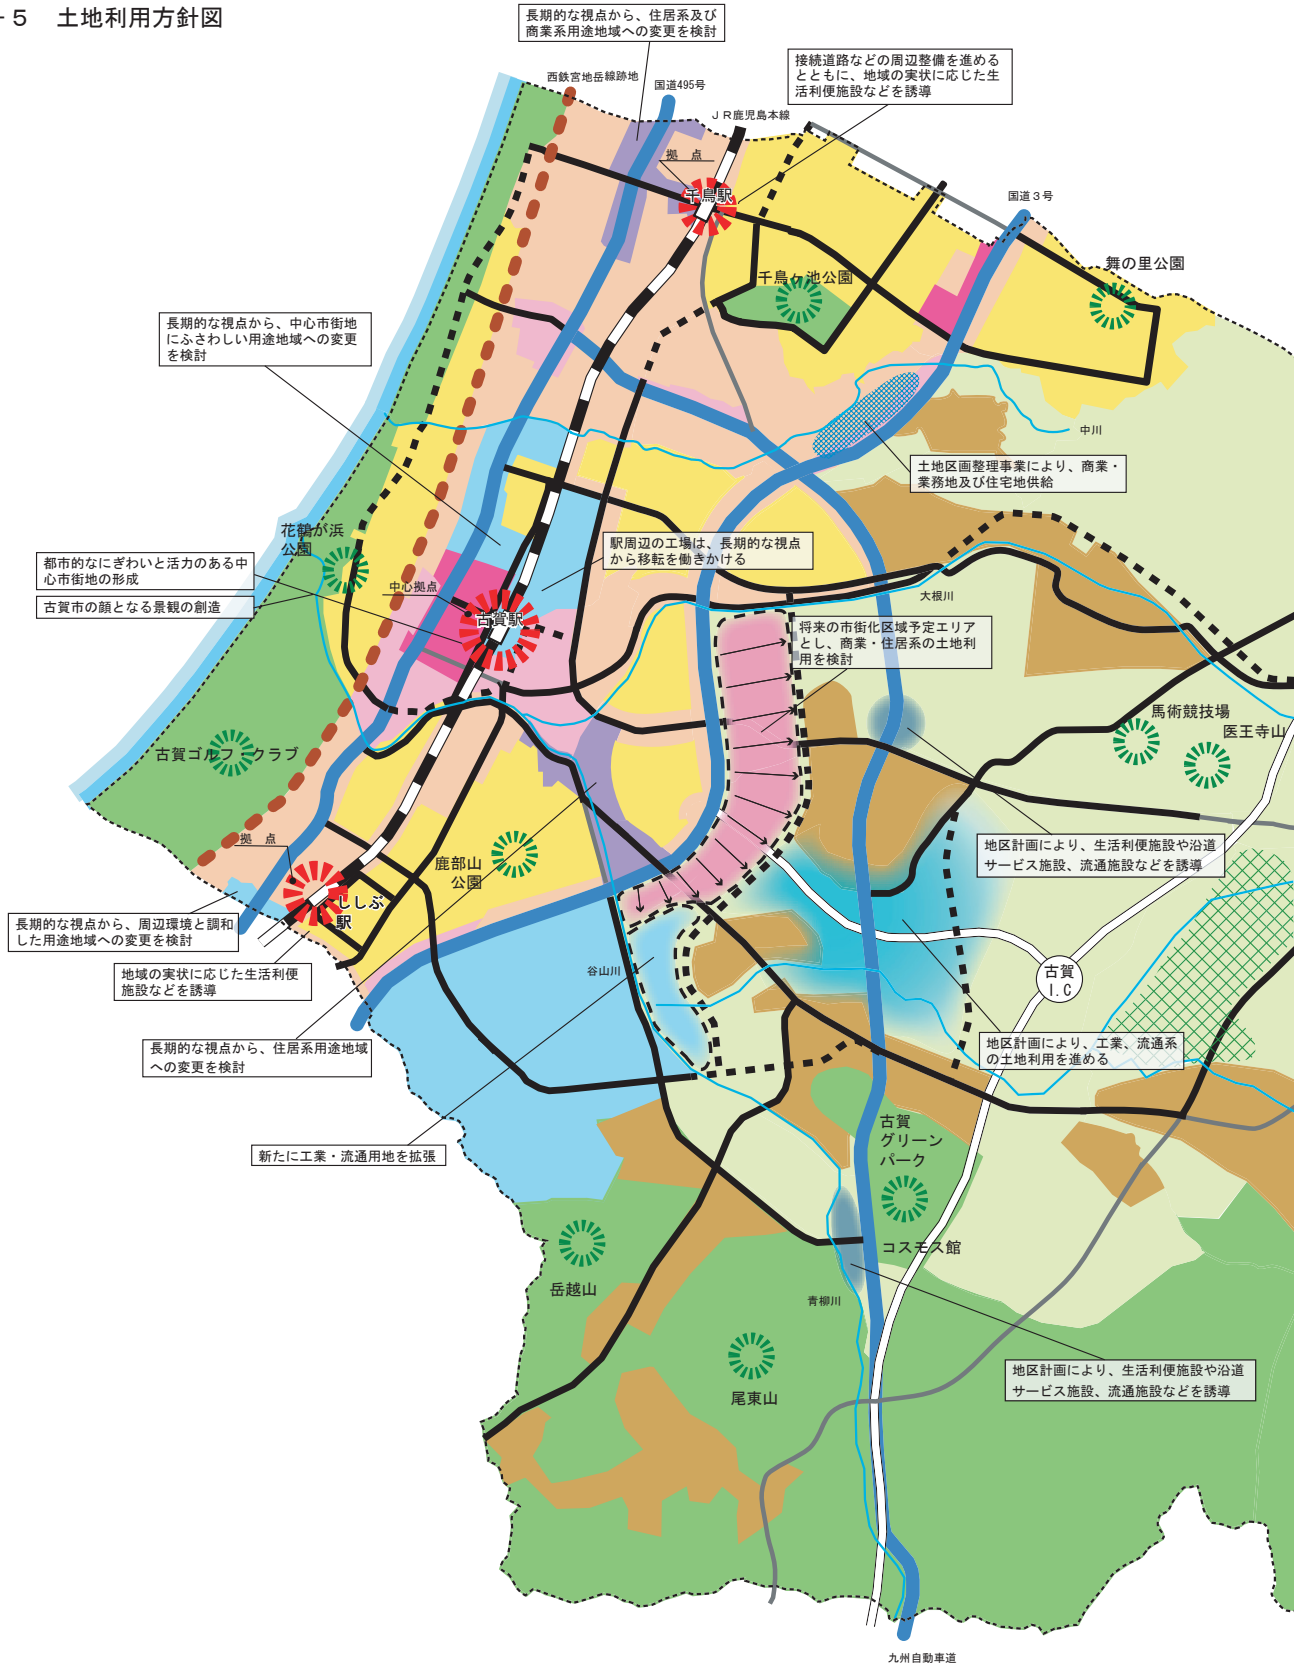 -5 土地利用方針図
長期的な視点から、住居系及び
商業系用途地域への変更を検討
接続道路などの周辺整備を進める
とともに、地域の実状に応じた生
活利便施設などを誘導
西鉄宮地岳線跡地
国道495号
JR鹿児島本線
拠 点
千鳥駅
国道3号
舞の里公園
千鳥ヶ池公園
長期的な視点から、中心市街地
にふさわしい用途地域への変更
を検討
中川
土地区画整理事業により、商業・
業務地及び住宅地供給
花鶴が浜
公園
駅周辺の工場は、長期的な視点
から移転を働きかける
都市的なにぎわいと活力のある中
心市街地の形成
中心拠点
古賀市の顔となる景観の創造
大根川
古賀駅
将来の市街化区域予定エリア
とし、商業・住居系の土地利
用を検討
馬術競技場
医王寺山
古賀ゴルフ クラブ
拠 点
鹿部山
公園
地区計画により、生活利便施設や沿道
サービス施設、流通施設などを誘導
ししぶ
駅
長期的な視点から、周辺環境と調和
した用途地域への変更を検討
地域の実状に応じた生活利便
施設などを誘導
谷山川
古賀
I.C
長期的な視点から、住居系用途地域
への変更を検討
地区計画により、工業、流通系
の土地利用を進める
新たに工業・流通用地を拡張
古賀
グリーン
パーク
コスモス館
岳越山
青柳川
地区計画により、生活利便施設や沿道
サービス施設、流通施設などを誘導
尾東山
九州自動車道